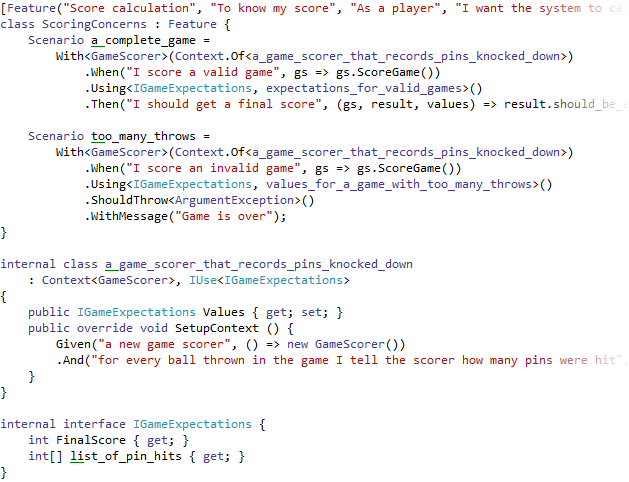 [Feature("Score calculation", "To know my score", "As a player", "I want the system to cal
class ScoringConcerns : Feature {
    Scenario a_complete_game =
        With<GameScorer>(Context.Of<a_game_scorer_that_records_pins_knocked_down>)
            .When("I score a valid game", gs => gs.ScoreGame())
            .Using<IGameExpectations, expectations_for_valid_games>()
            .Then("I should get a final score", (gs, result, values) => result.should_be_e

    Scenario too_many_throws =
        With<GameScorer>(Context.Of<a_game_scorer_that_records_pins_knocked_down>)
            .When("I score an invalid game", gs => gs.ScoreGame())
            .Using<IGameExpectations, values_for_a_game_with_too_many_throws>()
            .ShouldThrow<ArgumentException>()
            .WithMessage("Game is over");
}

internal class a_game_scorer_that_records_pins_knocked_down
    : Context<GameScorer>, IUse<IGameExpectations>
{
    public IGameExpectations Values { get; set; }
    public override void SetupContext () {
        Given("a new game scorer", () => new GameScorer())
        .And("for every ball thrown in the game I tell the scorer how many pins were hit",
    }
}

internal interface IGameExpectations {
    int FinalScore { get; }
    int[] list_of_pin_hits { get; }
}